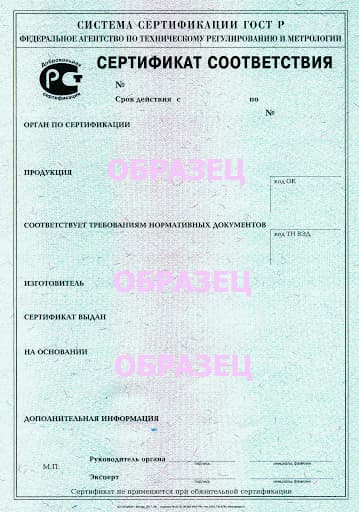 СИСТЕМА СЕРТИФИКАЦИИ ГОСТ Р
ФЕДЕРАЛЬНОЕ АГЕНТСТВО ПО ТЕХНИЧЕСКОМУ РЕГУЛИРОВАНИЮ И МЕТРОЛОГИИ
Добровольная
РСТ
сертификация
СЕРТИФИКАТ СООТВЕТСТВИЯ
№
Срок действия с по
№
ОРГАН ПО СЕРТИФИКАЦИИ
ОБРАЗЕЦ
ПРОДУКЦИЯ
код ОК
СООТВЕТСТВУЕТ ТРЕБОВАНИЯМ НОРМАТИВНЫХ ДОКУМЕНТОВ
код ТН ВЭД
ОБРАЗЕЦ
ИЗГОТОВИТЕЛЬ
СЕРТИФИКАТ ВЫДАН
НА ОСНОВАНИИ
ОБРАЗЕЦ
ДОПОЛНИТЕЛЬНАЯ ИНФОРМАЦИЯ
Руководитель органа
подпись инициалы, фамилия
М.П.
Эксперт
подпись инициалы, фамилия
Сертификат не применяется при обязательной сертификации